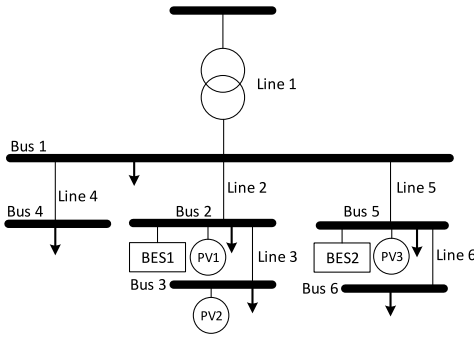 Line 1
Bus 1
Line 4
Line 2
Line 5
Bus 4
Bus 2
Bus 5
BES1
PV1
Line 3
BES2
PV3
Line 6
Bus 3
Bus 6
PV2